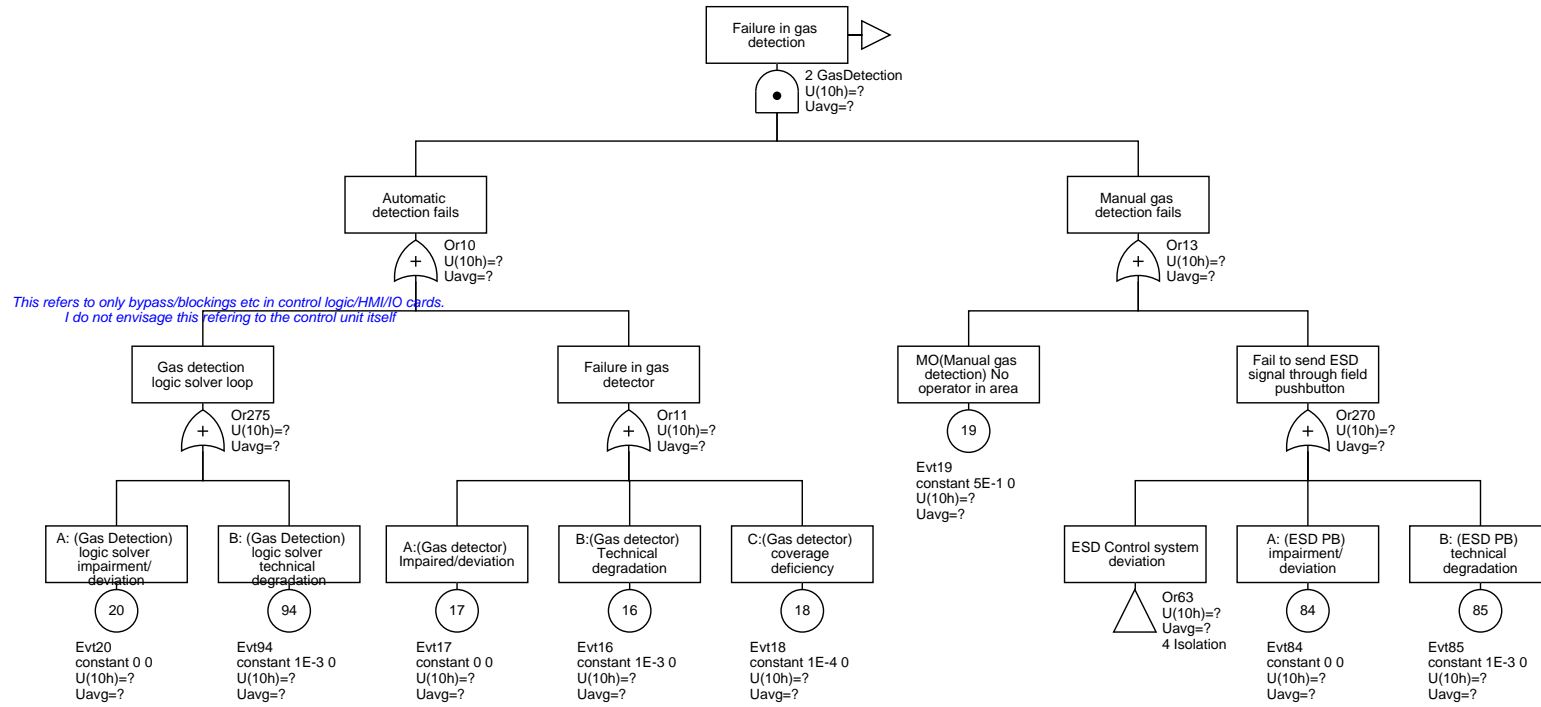 Failure in gas
detection
2 GasDetection
U(10h)=?
Uavg=?
Automatic
detection fails
Or10
U(10h)=?
Uavg=?
Manual gas
detection fails
Or13
U(10h)=?
Uavg=?
This refers to only bypass/blockings etc in control logic/HMI/IO cards.
I do not envisage this refering to the control unit itself
Gas detection
logic solver loop
Or275
U(10h)=?
Uavg=?
Failure in gas
detector
Or11
U(10h)=?
Uavg=?
MO(Manual gas
detection) No
operator in area
19
Evt19
constant 5E-1 0
U(10h)=?
Uavg=?
Fail to send ESD
signal through field
pushbutton
Or270
U(10h)=?
Uavg=?
A: (Gas Detection)
logic solver
impairment/
deviation
20
Evt20
constant 0 0
U(10h)=?
Uavg=?
B: (Gas Detection)
logic solver
technical
degradation
94
Evt94
constant 1E-3 0
U(10h)=?
Uavg=?
A:(Gas detector)
Impaired/deviation
17
Evt17
constant 0 0
U(10h)=?
Uavg=?
B:(Gas detector)
Technical
degradation
16
Evt16
constant 1E-3 0
U(10h)=?
Uavg=?
C:(Gas detector)
coverage
deficiency
18
Evt18
constant 1E-4 0
U(10h)=?
Uavg=?
ESD Control system
deviation
Or63
U(10h)=?
Uavg=?
4 Isolation
A: (ESD PB)
impairment/
deviation
84
Evt84
constant 0 0
U(10h)=?
Uavg=?
B: (ESD PB)
technical
degradation
85
Evt85
constant 1E-3 0
U(10h)=?
Uavg=?